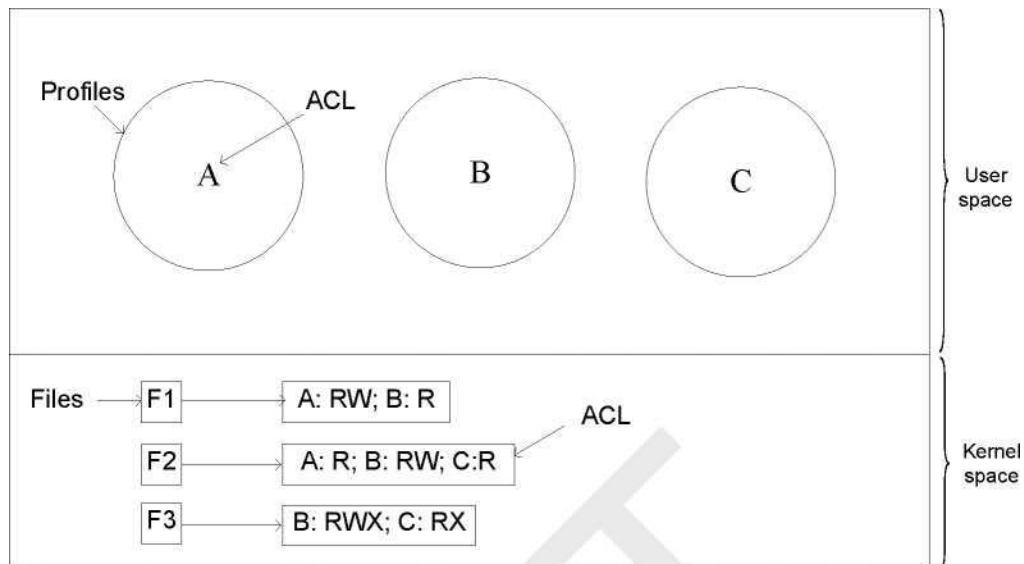 Profiles
ACL
A
B
C
User
space
Files
F1
A: RW; B: R
ACL
F2
A: R; B: RW; C:R
F3
B: RWX; C: RX
Kernel
space